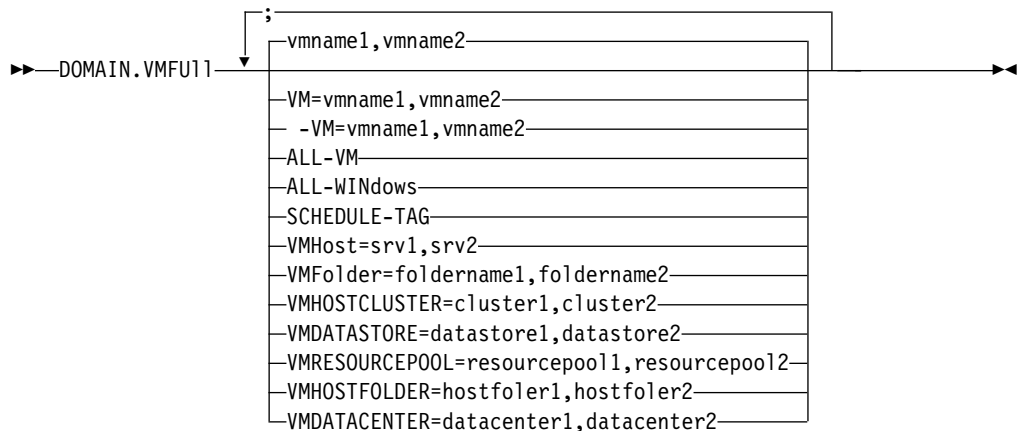 ;
vmname1,vmname2
DOMAIN.VMFUll
VM=vmname1,vmname2
-VM=vmname1,vmname2
ALL-VM
ALL-WINdows
SCHEDULE-TAG
VMHost=srv1,srv2
VMFolder=foldername1,foldername2
VMHOSTCLUSTER=cluster1,cluster2
VMDATASTORE=datastore1,datastore2
VMRESOURCEPOOL=resourcepool1,resourcepool2
VMHOSTFOLDER=hostfoler1,hostfoler2
VMDATACENTER=datacenter1,datacenter2